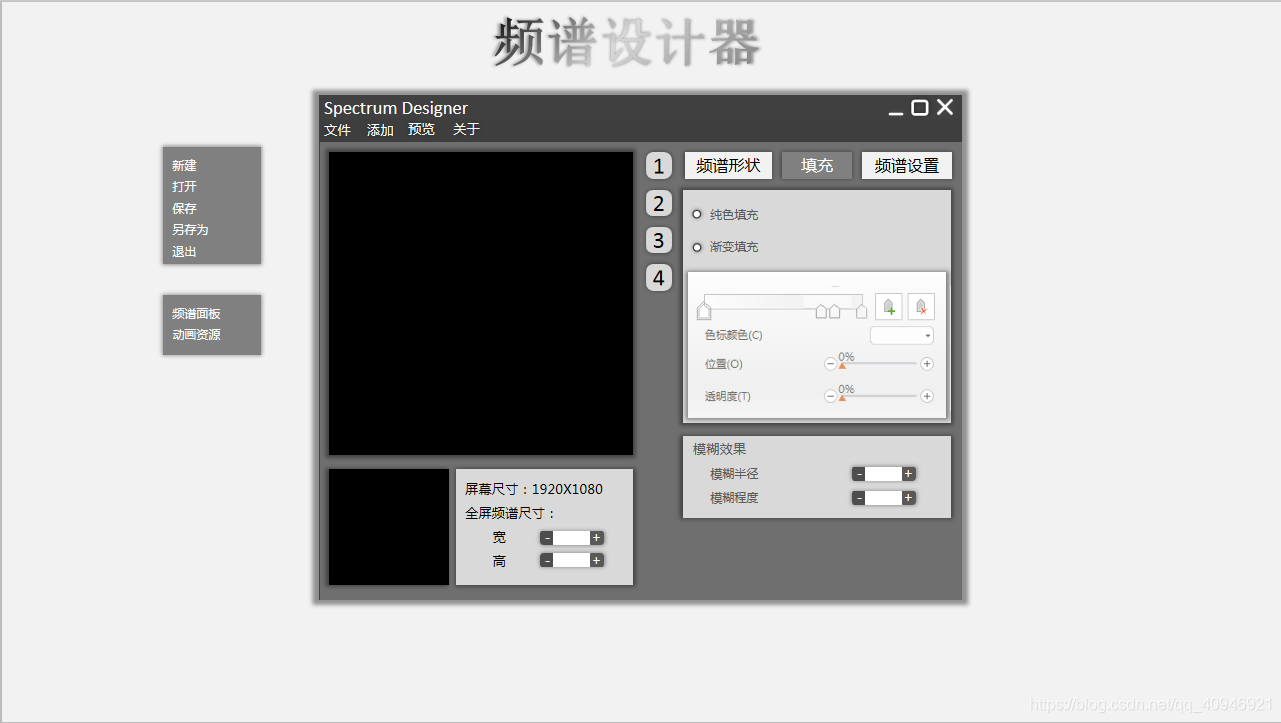 频谱设计器
Spectrum Designer
文件 添加 预览 关于
新建
打开
保存
另存为
退出
频谱面板
动画资源
1
2
3
4
频谱形状 填充 频谱设置
纯色填充
渐变填充
色标颜色(C)
位置(O) 0%
透明度(T) 0%
模糊效果
模糊半径 - +
模糊程度 - +
屏幕尺寸：1920X1080
全屏频谱尺寸：
宽 - +
高 - +
https://blog.csdn.net/qq_40946921